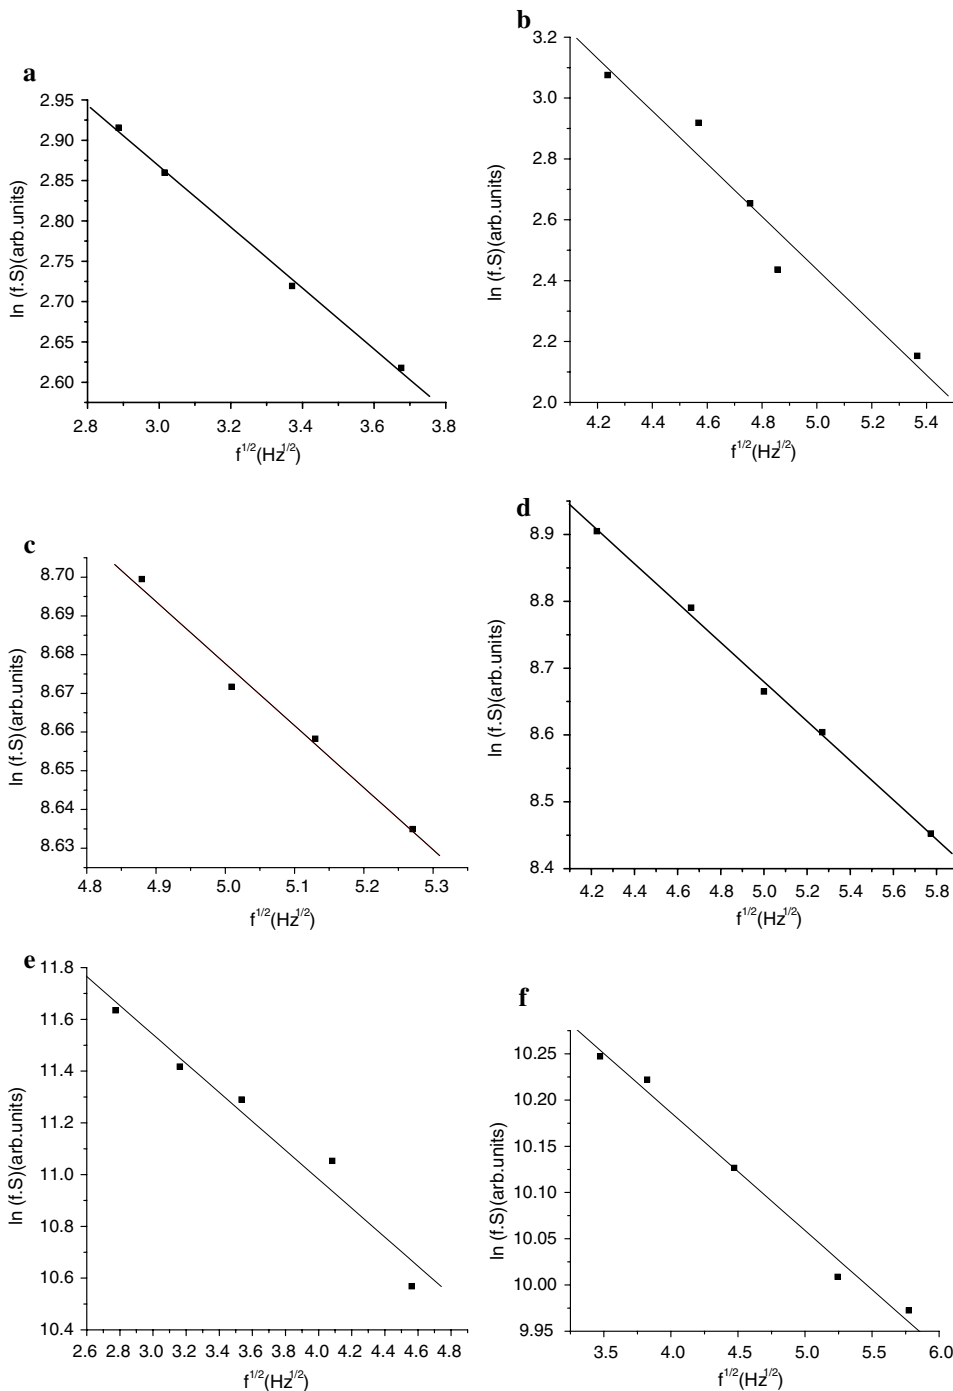 a
2.95
2.90
2.85
2.80
2.75
2.70
2.65
2.60
ln (f.S)(arb.units)
2.8 3.0 3.2 3.4 3.6 3.8
f^1/2(Hz^1/2)
b
3.2
3.0
2.8
2.6
2.4
2.2
2.0
ln (f.S)(arb.units)
4.2 4.4 4.6 4.8 5.0 5.2 5.4
f^1/2(Hz^1/2)
c
8.70
8.69
8.68
8.67
8.66
8.65
8.64
8.63
ln (f.S)(arb.units)
4.8 4.9 5.0 5.1 5.2 5.3
f^1/2(Hz^1/2)
d
8.9
8.8
8.7
8.6
8.5
8.4
ln (f.S)(arb.units)
4.2 4.4 4.6 4.8 5.0 5.2 5.4 5.6 5.8
f^1/2(Hz^1/2)
e
11.8
11.6
11.4
11.2
11.0
10.8
10.6
10.4
ln (f.S)(arb.units)
2.6 2.8 3.0 3.2 3.4 3.6 3.8 4.0 4.2 4.4 4.6 4.8
f^1/2(Hz^1/2)
f
10.25
10.20
10.15
10.10
10.05
10.00
9.95
ln (f.S)(arb.units)
3.5 4.0 4.5 5.0 5.5 6.0
f^1/2(Hz^1/2)